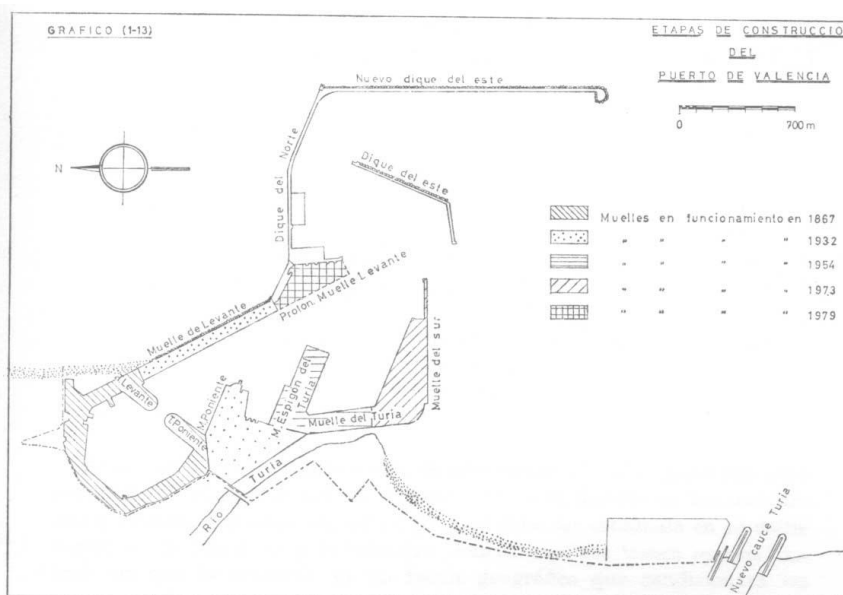 GRAFICO (1-13)
ETAPAS DE CONSTRUCCIO
DEL
PUERTO DE VALENCIA
0 700 m
N
Nuevo dique del este
Dique del Norte
Dique del este
Muelles en funcionamiento en 1867
" " " " 1932
" " " " 1954
" " " " 1973
" " " " 1979
Prolon Muelle Levante
Muelle de Levante
Levante
T.Poniente
M.Poniente
M.Espigón del
Turia
Muelle del Turia
Muelle del sur
Rio Turia
Nuevo cauce Turia